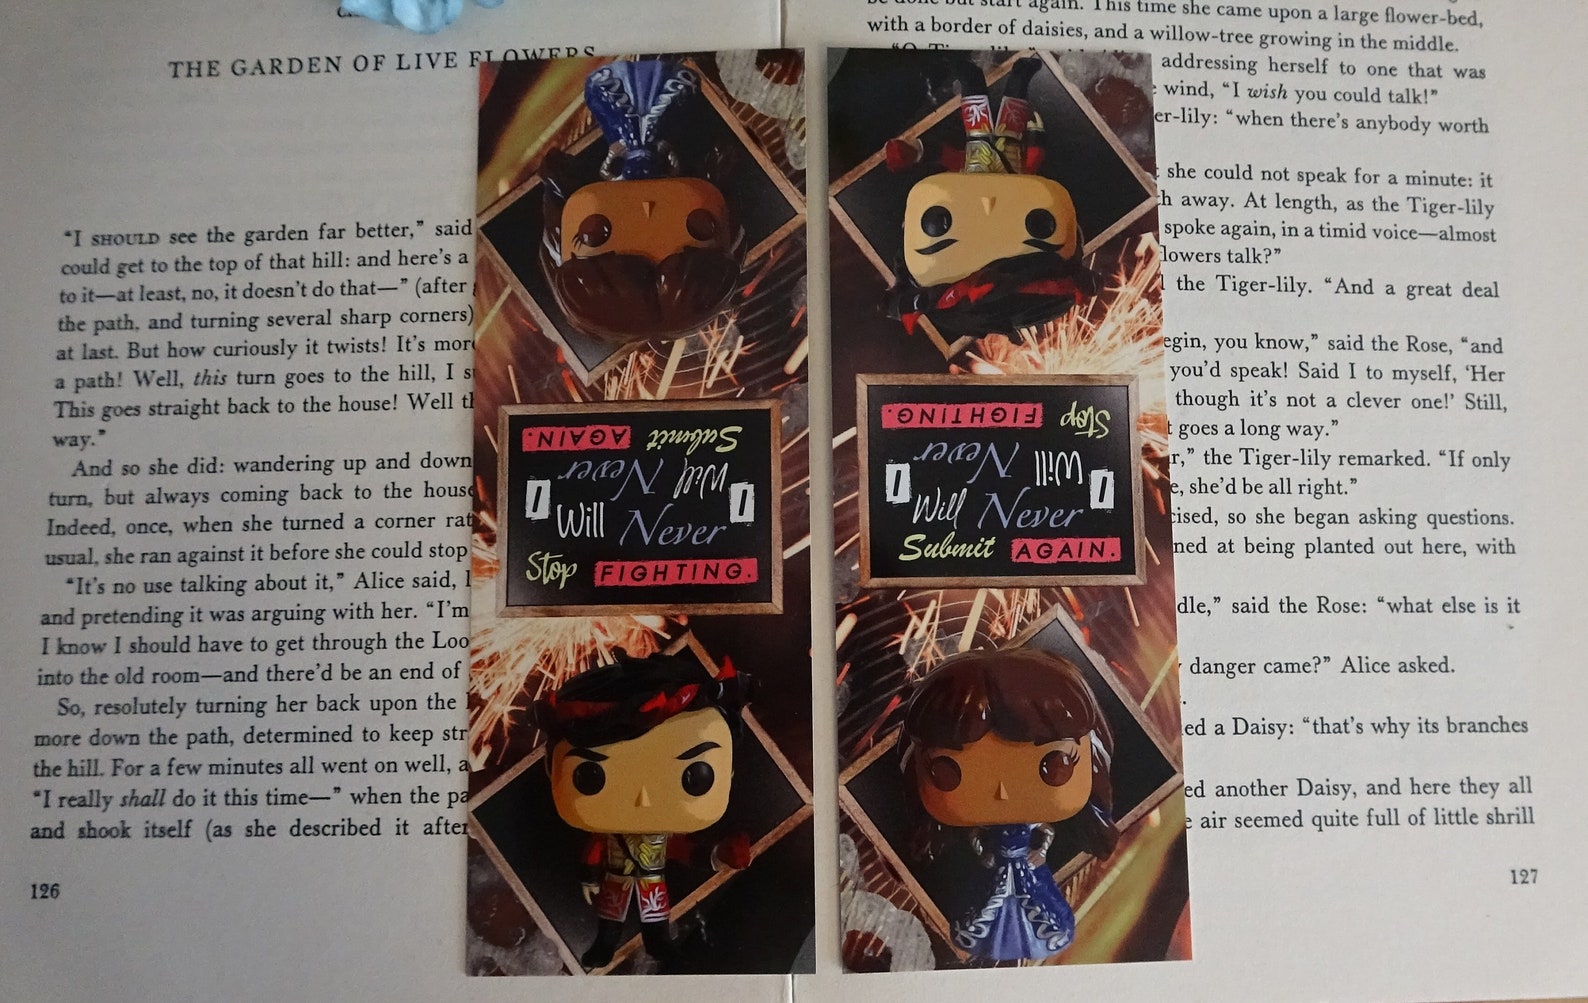 THE GARDEN OF LIVE FLOWERS
"I SHOULD see the garden far better," said
could get to the top of that hill: and here's a
to it—at least, no, it doesn't do that—" (after
the path, and turning several sharp corners)
at last. But how curiously it twists! It's more
a path! Well, this turn goes to the hill, I
This goes straight back to the house! Well
way."
And so she did: wandering up and down
turn, but always coming back to the house
Indeed, once, when she turned a corner
usual, she ran against it before she could stop
"It's no use talking about it," Alice said,
and pretending it was arguing with her. "I'm
I know I should have to get through the
into the old room—and there'd be an end of
So, resolutely turning her back upon the
more down the path, determined to keep
the hill. For a few minutes all went on well,
"I really shall do it this time—" when the
and shook itself (as she described it after
126
I Will Never Submit AGAIN.
I Will Never
Stop FIGHTING.
I Will Never Stop FIGHTING.
I Will Never
Submit AGAIN.
be done but start again. This time she came upon a large flower-bed,
with a border of daisies, and a willow-tree growing in the middle.
addressing herself to one that was
wind, "I wish you could talk!"
er-lily: "when there's anybody worth
she could not speak for a minute: it
away. At length, as the Tiger-lily
spoke again, in a timid voice—almost
lowers talk?"
the Tiger-lily. "And a great deal
egin, you know," said the Rose, "and
you'd speak! Said I to myself, 'Her
though it's not a clever one!' Still,
goes a long way."
the Tiger-lily remarked. "If only
she'd be all right."
cised, so she began asking questions.
ned at being planted out here, with
dle," said the Rose: "what else is it
danger came?" Alice asked.
ed a Daisy: "that's why its branches
ed another Daisy, and here they all
air seemed quite full of little shrill
127